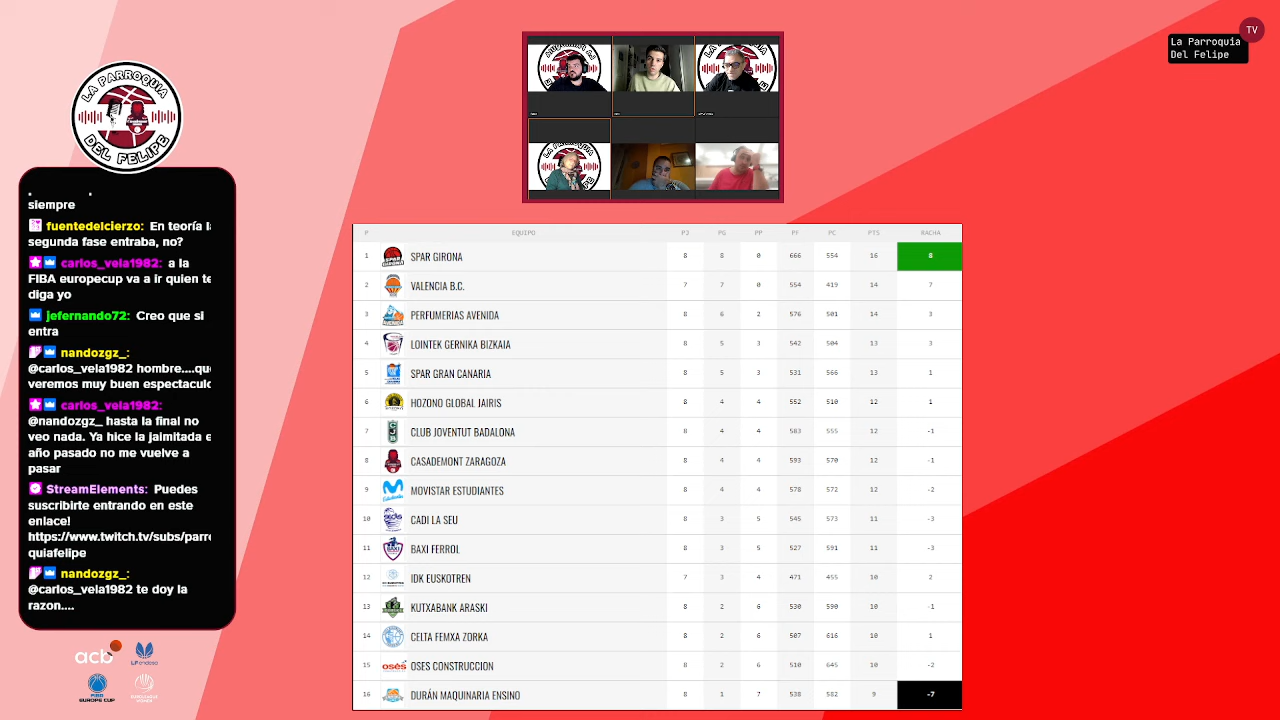 La Parroquia
Del Felipe
TV
LA PARROQUIA
DEL FELIPE
siempre
fuentedelcierzo: En teoría la
segunda fase entraba, no?
carlos_vela1982: a la
FIBA europecup va a ir quien te
diga yo
jefernando72: Creo que si
entra
nandozgz_:
@carlos_vela1982 hombre....que
veremos muy buen espectaculo
carlos_vela1982:
@nandozgz_ hasta la final no
veo nada. Ya hice la jaimitada e
año pasado no me vuelve a
pasar
StreamElements: Puedes
suscribirte entrando en este
enlace!
https://www.twitch.tv/subs/parro
quiafelipe
nandozgz_:
@carlos_vela1982 te doy la
razon....
acb
LF endesa
FIBA
EUROPE CUP
P EQUIPO PJ PG PP PF PC PTS RACHA
1 SPAR GIRONA 8 8 0 666 554 16 8
2 VALENCIA B.C. 7 7 0 554 419 14 7
3 PERFUMERIAS AVENIDA 8 6 2 576 501 14 3
4 LOINTEK GERNIKA BIZKAIA 8 5 3 542 504 13 3
5 SPAR GRAN CANARIA 8 5 3 531 566 13 1
6 HOZONO GLOBAL JAIRIS 8 4 4 552 510 12 1
7 CLUB JOVENTUT BADALONA 8 4 4 583 555 12 -1
8 CASADEMONT ZARAGOZA 8 4 4 593 570 12 -1
9 MOVISTAR ESTUDIANTES 8 4 4 578 572 12 -2
10 CADI LA SEU 8 3 5 545 573 11 -3
11 BAXI FERROL 8 3 5 527 591 11 -3
12 IDK EUSKOTREN 7 3 4 471 455 10 2
13 KUTXABANK ARASKI 8 2 6 530 590 10 -1
14 CELTA FEMXA ZORKA 8 2 6 507 616 10 1
15 OSES CONSTRUCCION 8 2 6 510 645 10 -2
16 DURÁN MAQUINARIA ENSINO 8 1 7 538 582 9 -7